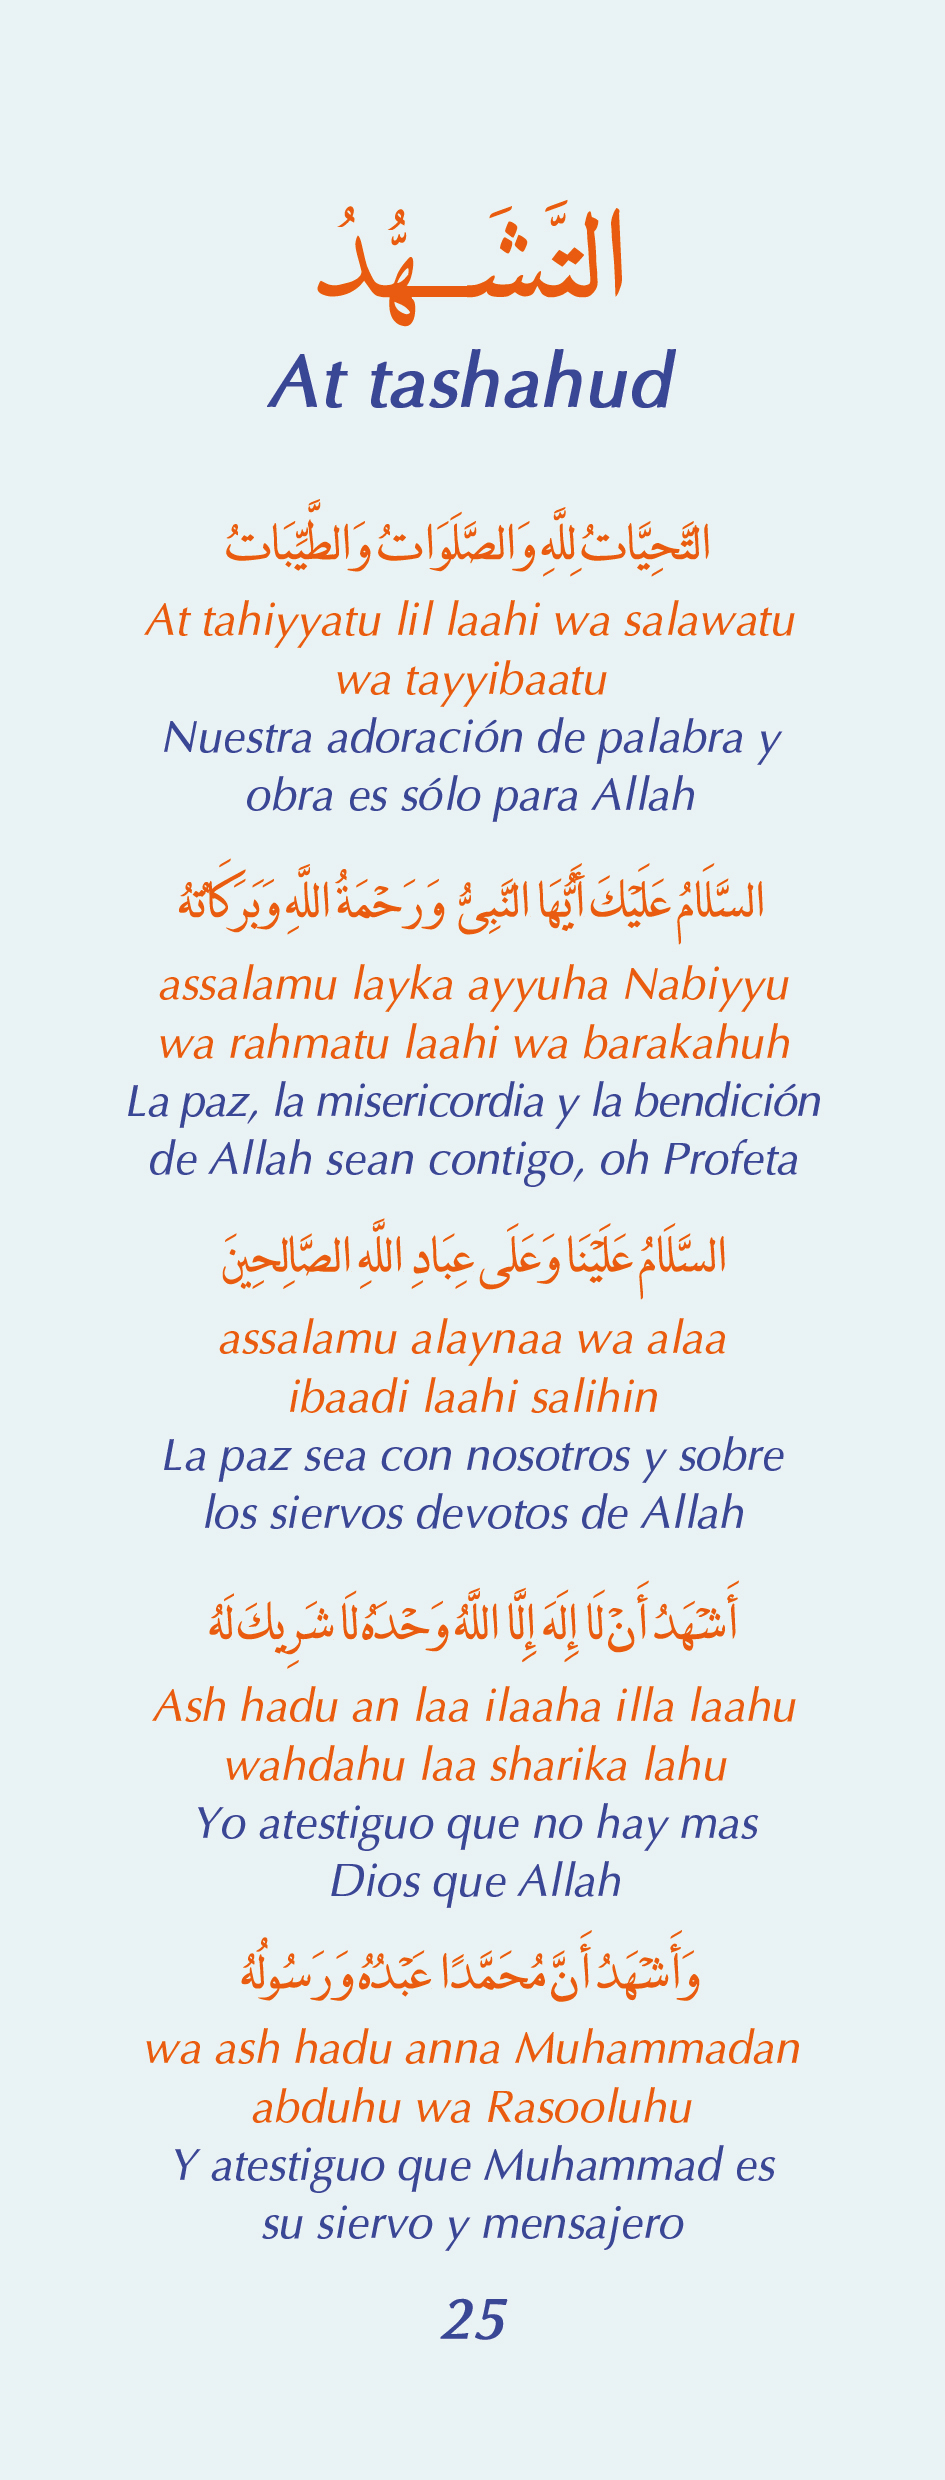 التَّشَــهُّدُ
At tashahud
التَّحِيَّاتُ لِلَّهِ وَالصَّلَوَاتُ وَالطَّيِّبَاتُ
At tahiyyatu lil laahi wa salawatu
wa tayyibaatu
Nuestra adoración de palabra y
obra es sólo para Allah
السَّلَامُ عَلَيْكَ أَيُّهَا النَّبِىُّ وَرَحْمَةُ اللَّهِ وَبَرَكَاتُهُ
assalamu layka ayyuha Nabiyyu
wa rahmatu laahi wa barakahuh
La paz, la misericordia y la bendición
de Allah sean contigo, oh Profeta
السَّلَامُ عَلَيْنَا وَعَلَى عِبَادِ اللَّهِ الصَّالِحِينَ
assalamu alaynaa wa alaa
ibaadi laahi salihin
La paz sea con nosotros y sobre
los siervos devotos de Allah
أَشْهَدُ أَنْ لَا إِلَهَ إِلَّا اللَّهُ وَحْدَهُ لَا شَرِيكَ لَهُ
Ash hadu an laa ilaaha illa laahu
wahdahu laa sharika lahu
Yo atestiguo que no hay mas
Dios que Allah
وَأَشْهَدُ أَنَّ مُحَمَّدًا عَبْدُهُ وَرَسُولُهُ
wa ash hadu anna Muhammadan
abduhu wa Rasooluhu
Y atestiguo que Muhammad es
su siervo y mensajero
25